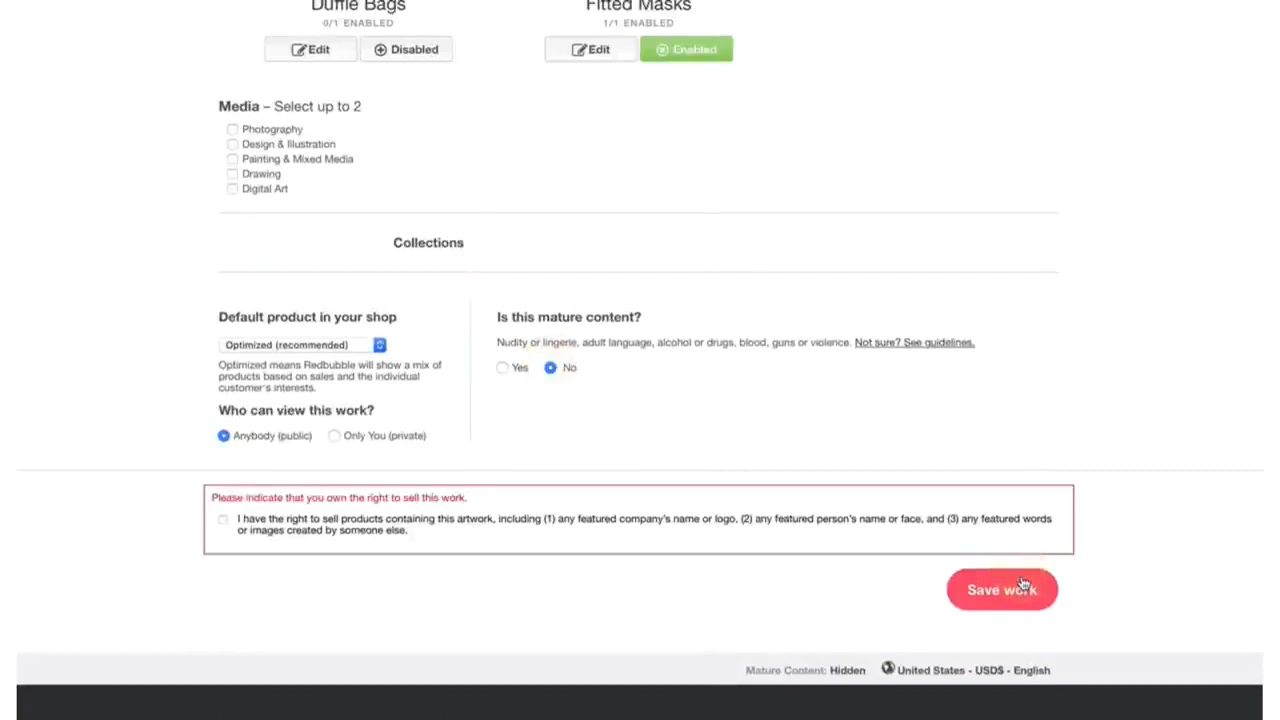 Duffle Bags
0/1 ENABLED
Edit
Disabled
Fitted Masks
1/1 ENABLED
Edit
Enabled
Media – Select up to 2
Photography
Design & Illustration
Painting & Mixed Media
Drawing
Digital Art
Collections
Default product in your shop
Optimized (recommended)
Optimized means Redbubble will show a mix of
products based on sales and the individual
customer's interests.
Who can view this work?
Anybody (public) Only You (private)
Is this mature content?
Nudity or lingerie, adult language, alcohol or drugs, blood, guns or violence. Not sure? See guidelines.
Yes No
Please indicate that you own the right to sell this work.
I have the right to sell products containing this artwork, including (1) any featured company's name or logo, (2) any featured person's name or face, and (3) any featured words
or images created by someone else.
Save work
Mature Content: Hidden United States - USD$ - English